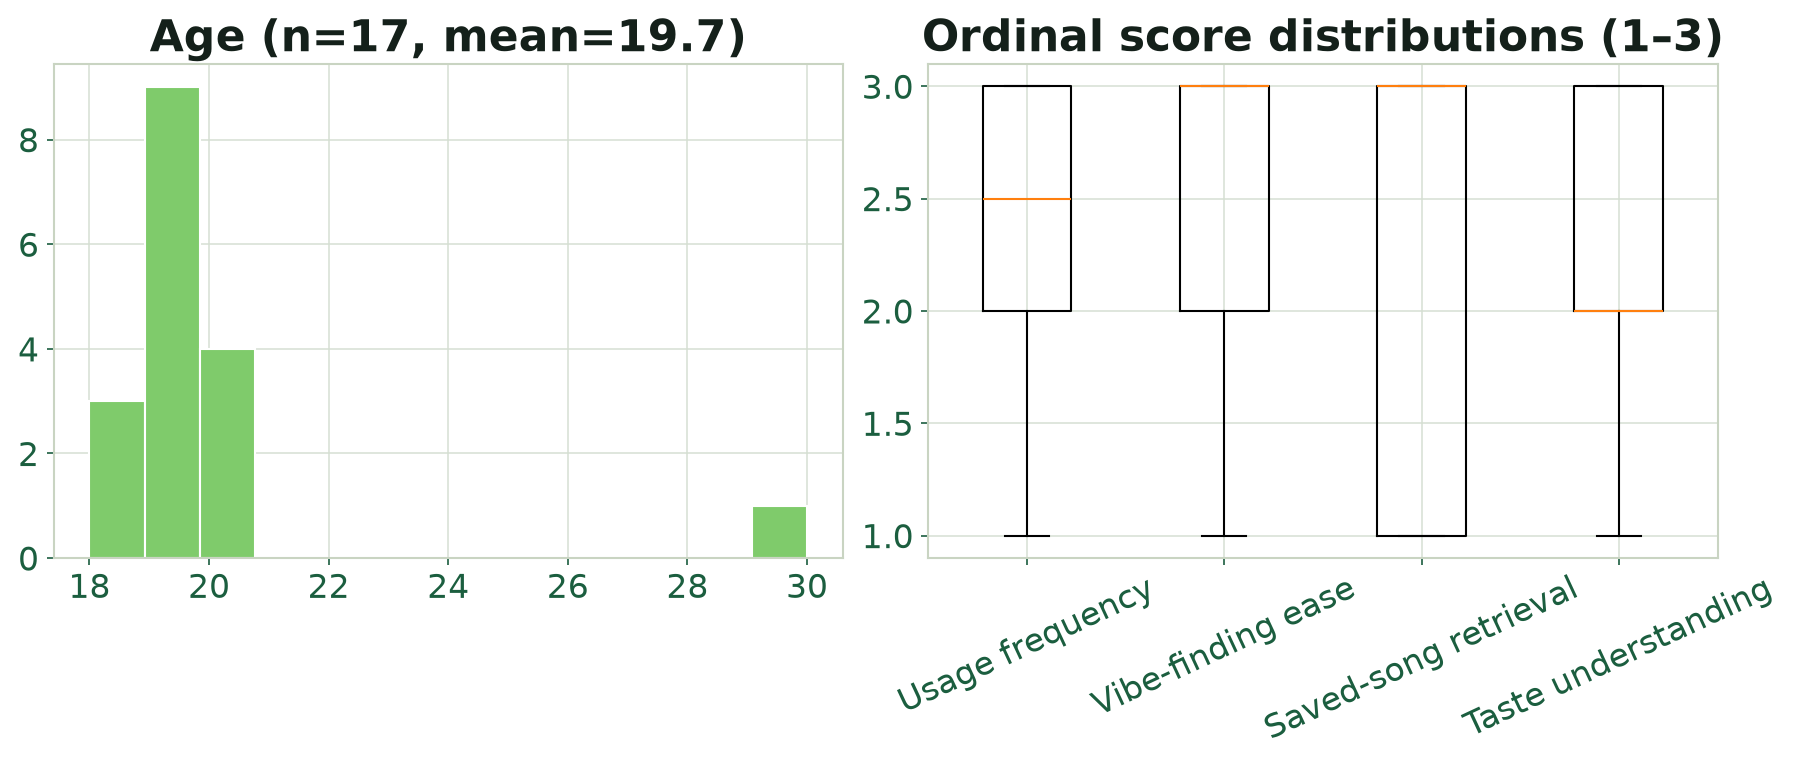 Age (n=17, mean=19.7)
8
6
4
2
0
18 20 22 24 26 28 30
Ordinal score distributions (1–3)
3.0
2.5
2.0
1.5
1.0
Usage frequency
Vibe-finding ease
Saved-song retrieval
Taste understanding